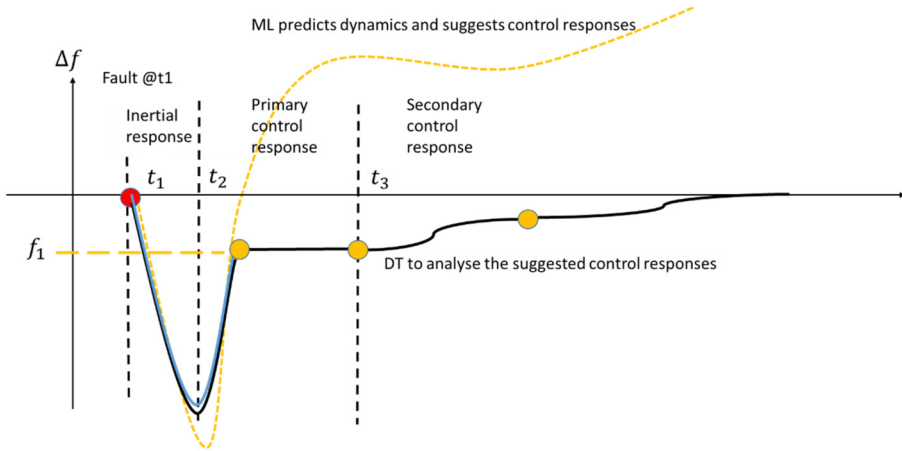 ML predicts dynamics and suggests control responses
Δf
Fault @t1
Inertial
response
Primary
control
response
Secondary
control
response
t₁
t₂
t₃
f₁
DT to analyse the suggested control responses